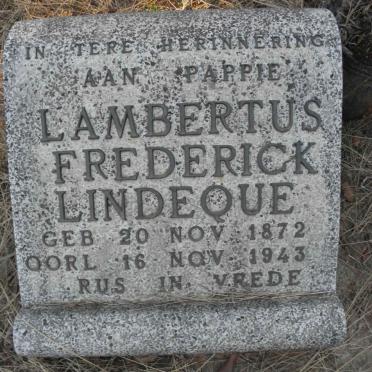 IN TERE HERINNERING
AAN PAPPIE
LAMBERTUS
FREDERICK
LINDEQUE
GEB 20 NOV 1872
OORL 16 NOV 1943
RUS IN VREDE